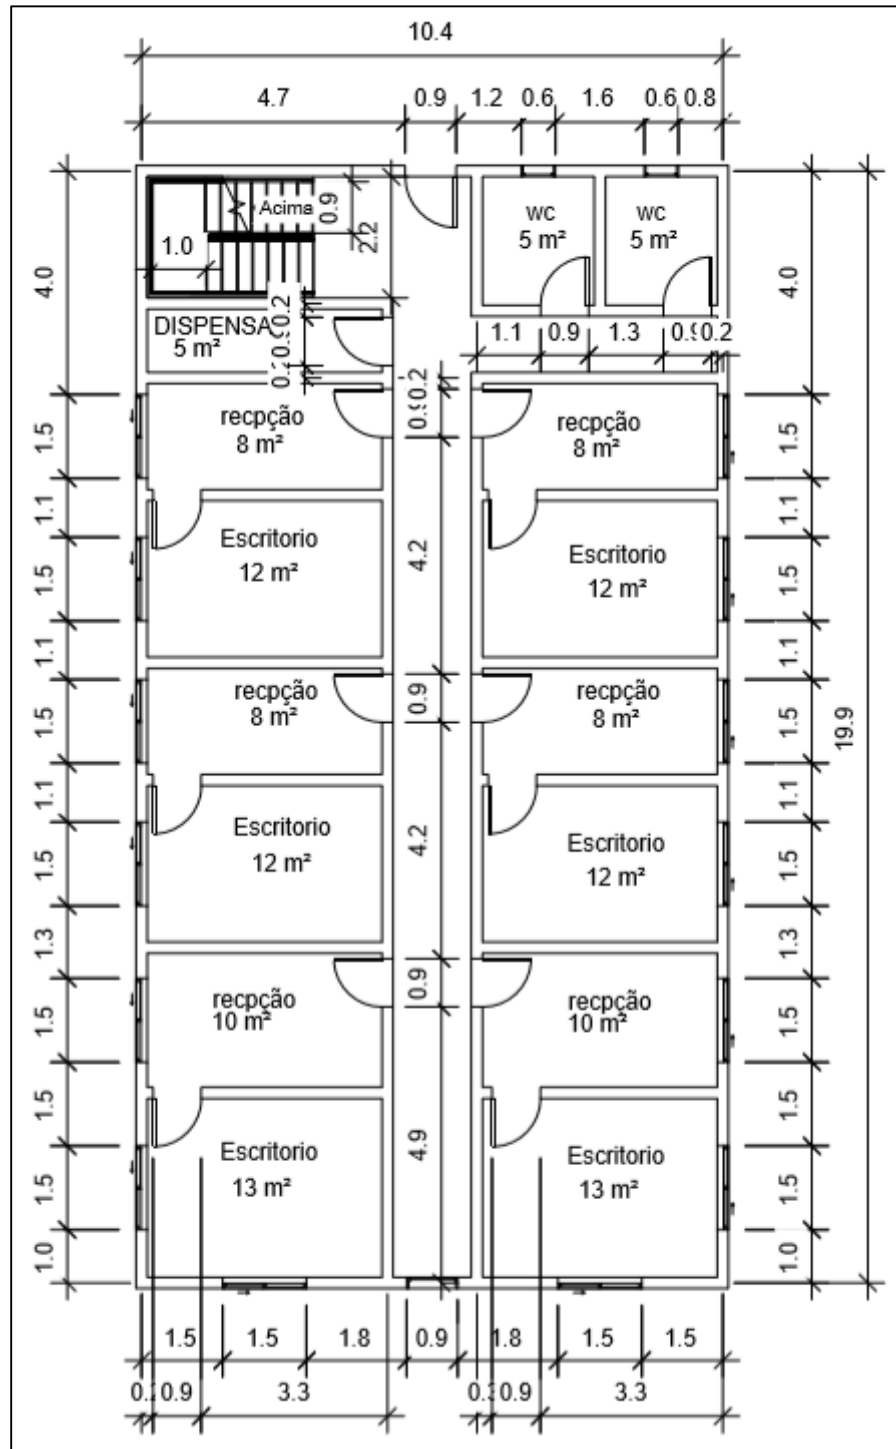 10.4
4.7 0.9 1.2 0.6 1.6 0.6 0.8
Acima
0.9
2.2
1.0
wc
5 m²
wc
5 m²
4.0
4.0
DISPENSA
5 m²
0.2
1.1 0.9 1.3 0.2
0.2
recpção
8 m²
recpção
8 m²
1.5
1.5
1.1
1.1
Escritorio
12 m²
4.2
Escritorio
12 m²
1.5
1.5
1.1
1.1
recpção
8 m²
0.9
recpção
8 m²
1.5
1.5
19.9
1.1
1.1
Escritorio
12 m²
4.2
Escritorio
12 m²
1.5
1.5
1.3
1.3
recpção
10 m²
0.9
recpção
10 m²
1.5
1.5
1.5
1.5
Escritorio
13 m²
4.9
Escritorio
13 m²
1.5
1.5
1.0
1.0
1.5 1.5 1.8 0.9 1.8 1.5 1.5
0.9 3.3 0.9 3.3